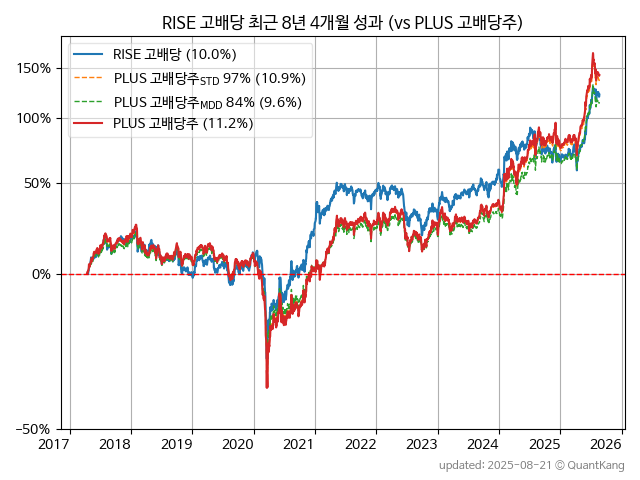 RISE 고배당 최근 8년 4개월 성과 (vs PLUS 고배당주)
RISE 고배당 (10.0%)
PLUS 고배당주STD 97% (10.9%)
PLUS 고배당주MDD 84% (9.6%)
PLUS 고배당주 (11.2%)
150%
100%
50%
0%
−50%
2017 2018 2019 2020 2021 2022 2023 2024 2025 2026
updated: 2025-08-21 © QuantKang